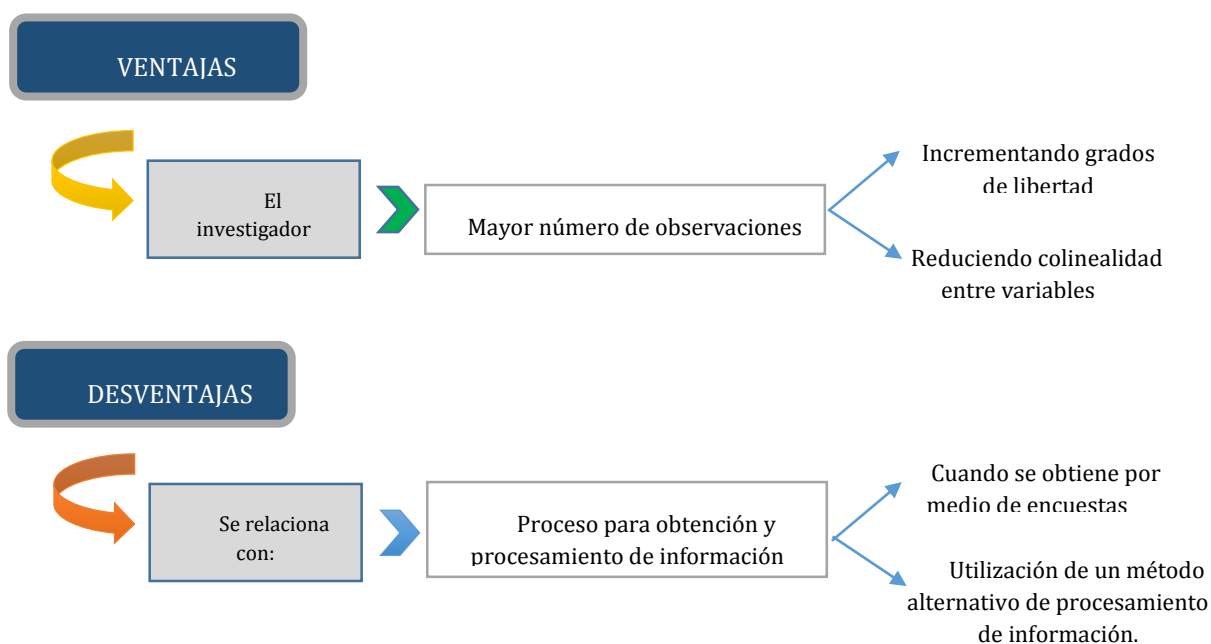 VENTAJAS
El
investigador
Mayor número de observaciones
Incrementando grados
de libertad
Reduciendo colinealidad
entre variables
DESVENTAJAS
Se relaciona
con:
Proceso para obtención y
procesamiento de información
Cuando se obtiene por
medio de encuestas
Utilización de un método
alternativo de procesamiento
de información.